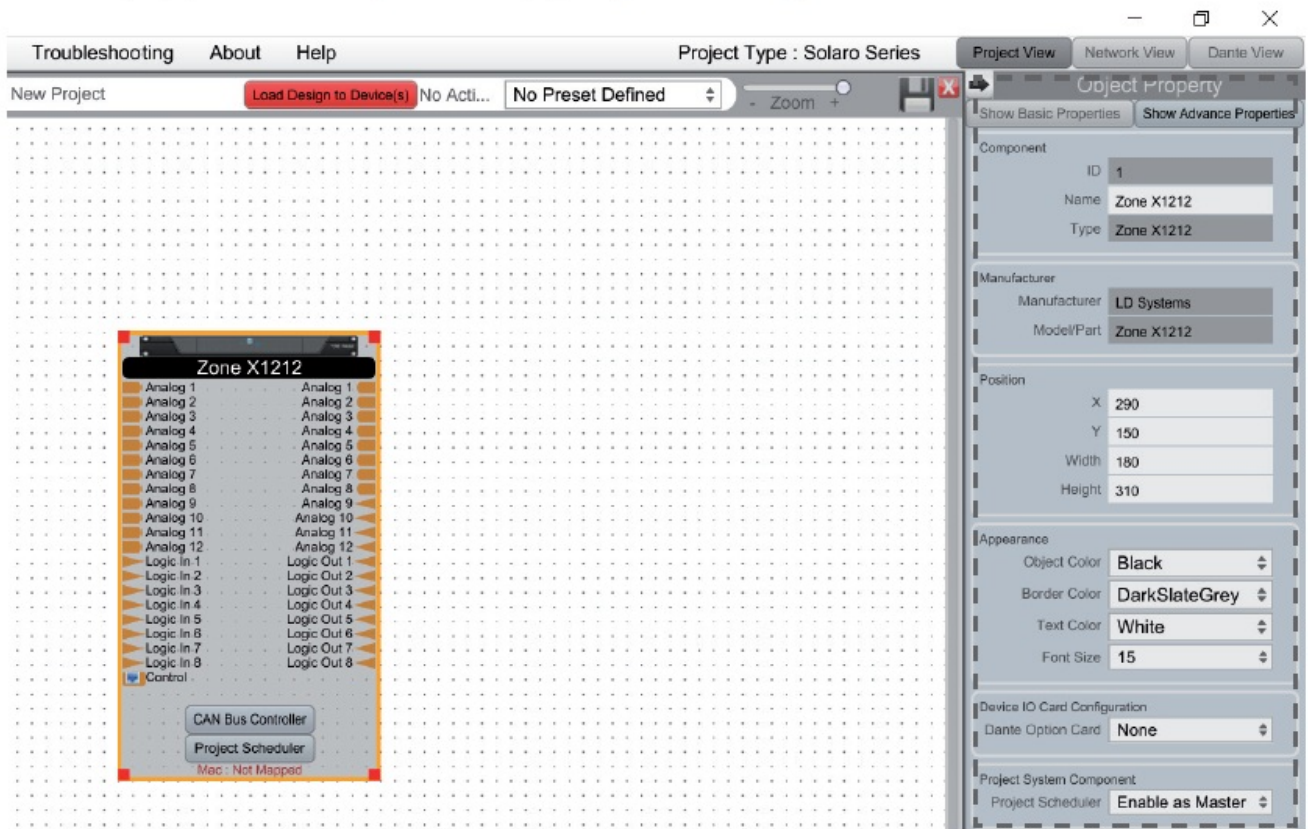 Troubleshooting About Help Project Type : Solaro Series Project View Network View Dante View
New Project Load Design to Device(s) No Acti... No Preset Defined - Zoom + X Object Property
Show Basic Properties Show Advance Properties
Component
ID 1
Name Zone X1212
Type Zone X1212
Manufacturer
Manufacturer LD Systems
Model/Part Zone X1212
Position
X 290
Y 150
Width 180
Height 310
Appearance
Object Color Black
Border Color DarkSlateGrey
Text Color White
Font Size 15
Device IO Card Configuration
Dante Option Card None
Project System Component
Project Scheduler Enable as Master
Zone X1212
Analog 1 Analog 1
Analog 2 Analog 2
Analog 3 Analog 3
Analog 4 Analog 4
Analog 5 Analog 5
Analog 6 Analog 6
Analog 7 Analog 7
Analog 8 Analog 8
Analog 9 Analog 9
Analog 10 Analog 10
Analog 11 Analog 11
Analog 12 Analog 12
Logic In 1 Logic Out 1
Logic In 2 Logic Out 2
Logic In 3 Logic Out 3
Logic In 4 Logic Out 4
Logic In 5 Logic Out 5
Logic In 6 Logic Out 6
Logic In 7 Logic Out 7
Logic In 8 Logic Out 8
Control
CAN Bus Controller
Project Scheduler
Mac : Not Mapped